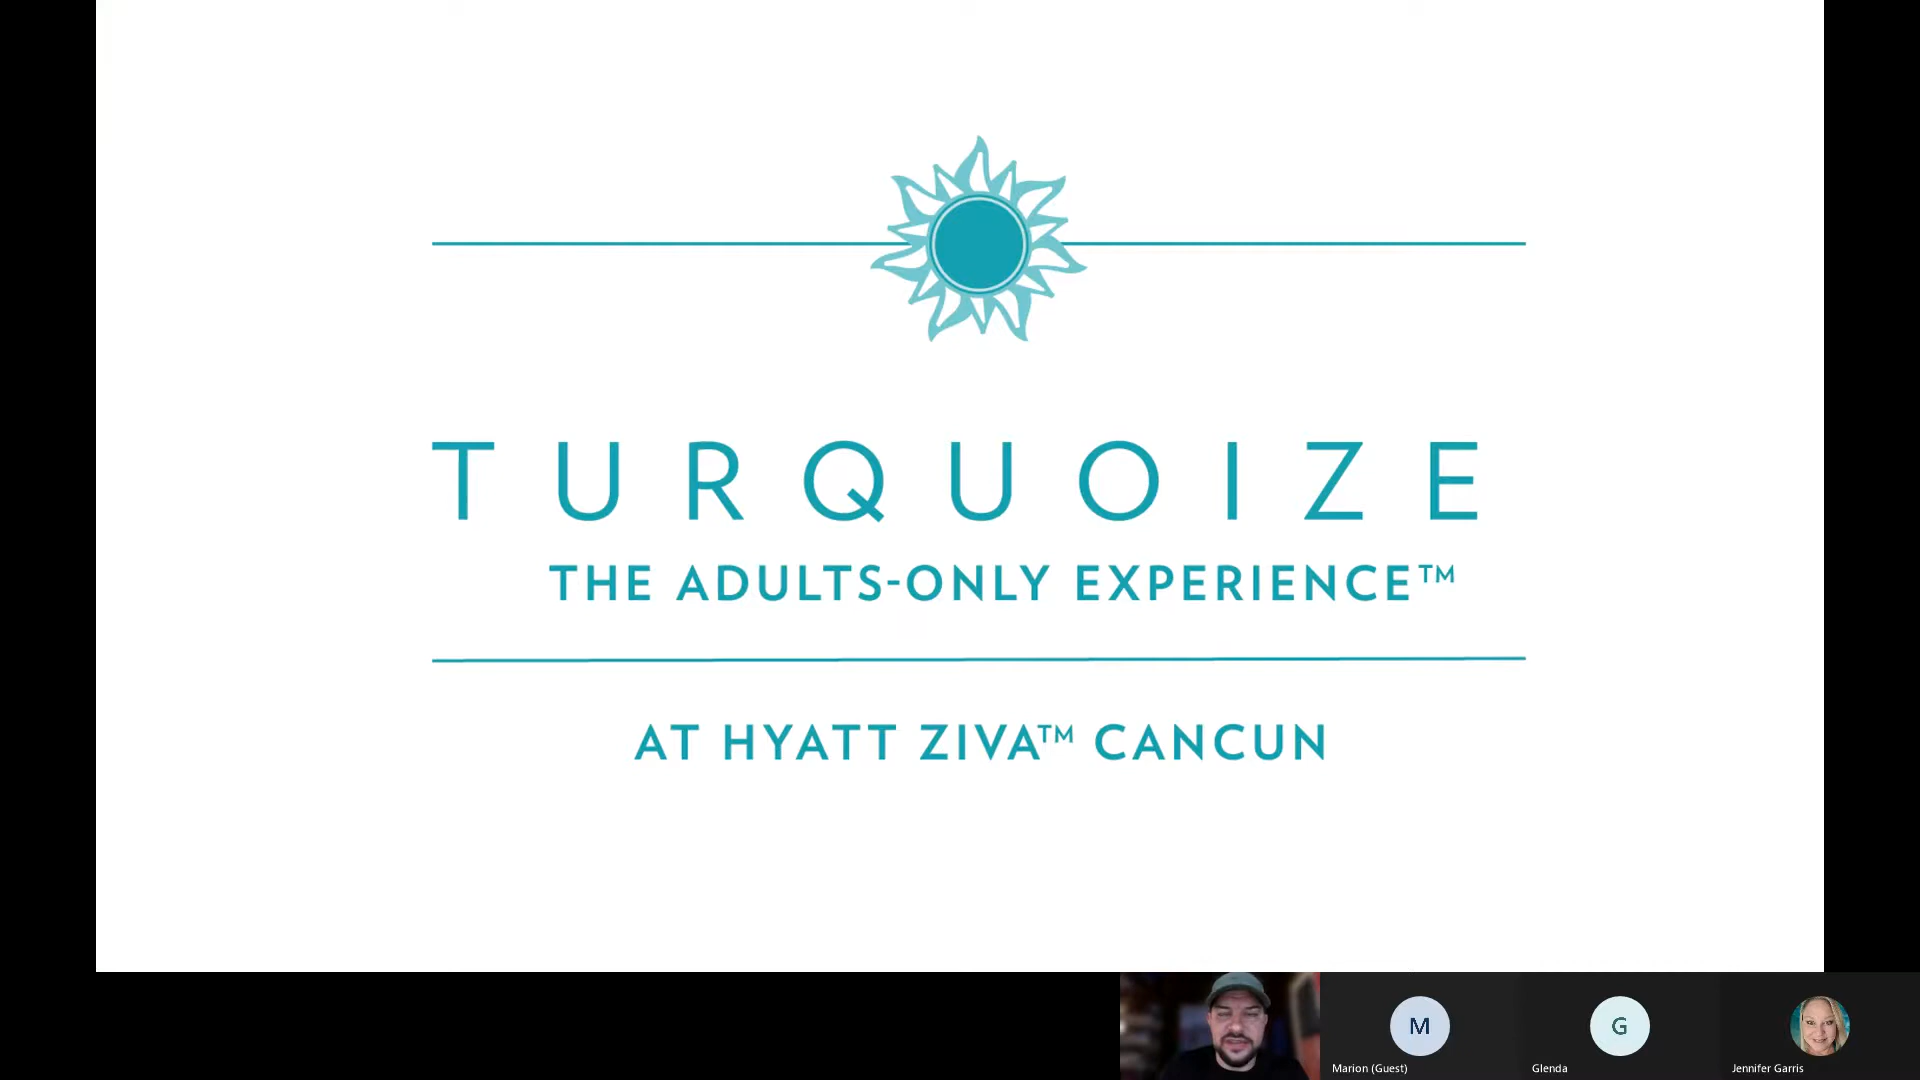 TURQUOIZE
THE ADULTS-ONLY EXPERIENCE™
AT HYATT ZIVA™ CANCUN
M
G
Marion (Guest)
Glenda
Jennifer Garris